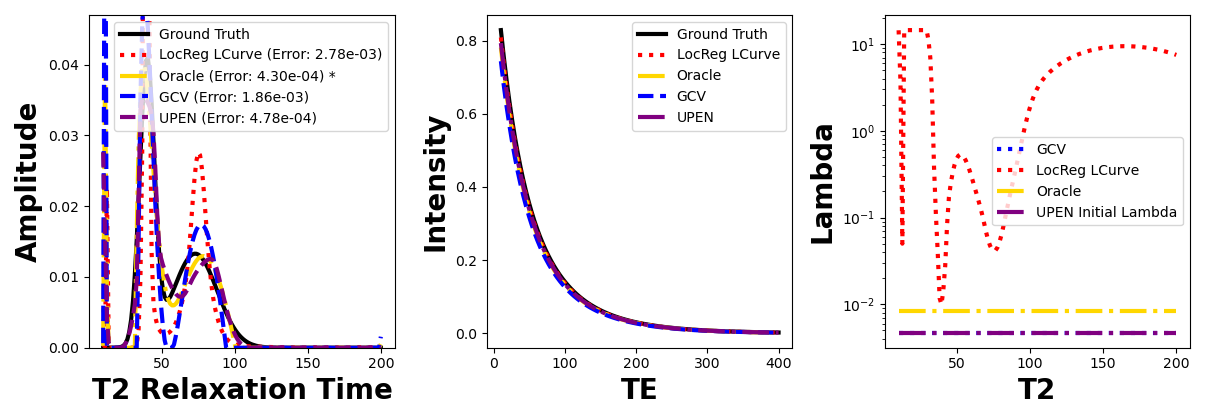 Amplitude
0.04
0.03
0.02
0.01
0.00
50
100
150
200
T2 Relaxation Time
Ground Truth
LocReg LCurve (Error: 2.78e-03)
Oracle (Error: 4.30e-04) *
GCV (Error: 1.86e-03)
UPEN (Error: 4.78e-04)
Intensity
0.8
0.6
0.4
0.2
0.0
0
100
200
300
400
TE
Ground Truth
LocReg LCurve
Oracle
GCV
UPEN
Lambda
10¹
10⁰
10⁻¹
10⁻²
50
100
150
200
T2
GCV
LocReg LCurve
Oracle
UPEN Initial Lambda